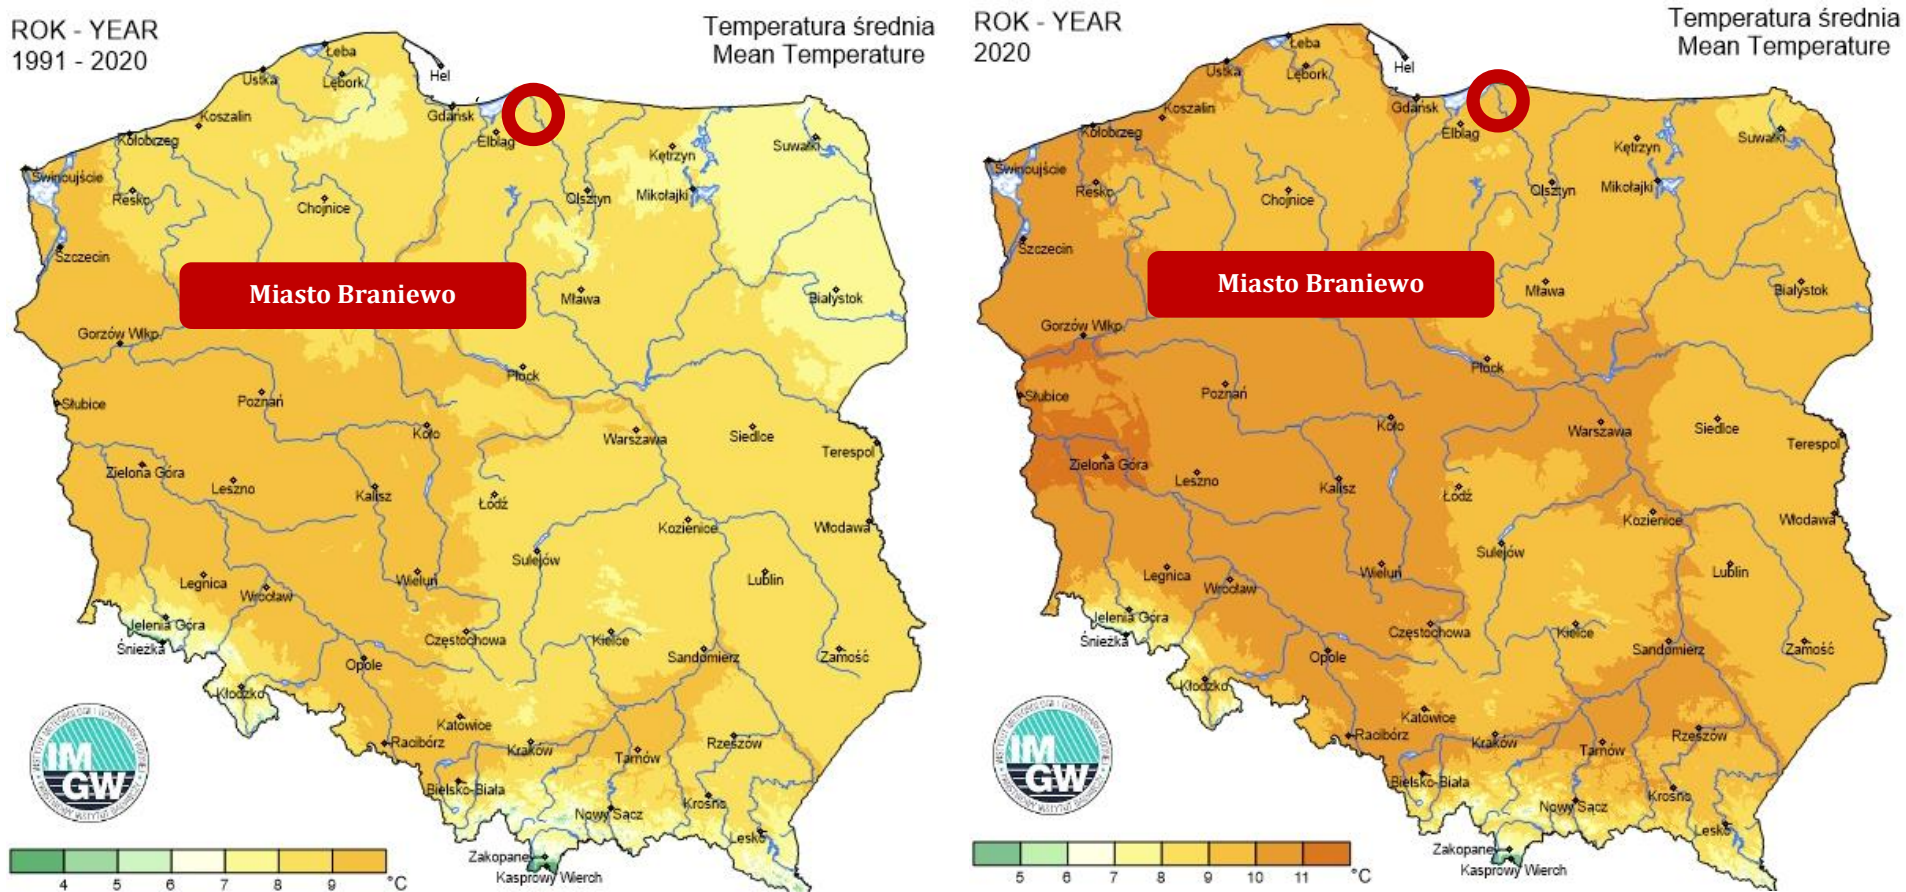 ROK - YEAR
1991 - 2020
Temperatura średnia
Mean Temperature
Łeba
Hel
Ustka
Lębork
Koszalin
Gdańsk
Kołobrzeg
Elbląg
Suwałki
Kętrzyn
Świnoujście
Resko
Chojnice
Olsztyn
Mikołajki
Szczecin
Miasto Braniewo
Mława
Białystok
Gorzów Wlkp.
Płock
Słubice
Poznań
Koło
Warszawa
Siedlce
Terespol
Zielona Góra
Leszno
Kalisz
Łódź
Kozienice
Włodawa
Sulejów
Legnica
Wrocław
Wieluń
Lublin
Jelenia Góra
Śnieżka
Częstochowa
Kielce
Opole
Sandomierz
Zamość
Kłodzko
Katowice
Racibórz
Kraków
Tarnów
Rzeszów
Bielsko-Biała
Nowy Sącz
Krosno
Lesko
Zakopane
Kasprowy Wierch
IM
GW
4 5 6 7 8 9 °C
ROK - YEAR
2020
Temperatura średnia
Mean Temperature
Łeba
Hel
Ustka
Lębork
Koszalin
Gdańsk
Kołobrzeg
Elbląg
Suwałki
Kętrzyn
Świnoujście
Resko
Chojnice
Olsztyn
Mikołajki
Szczecin
Miasto Braniewo
Mława
Białystok
Gorzów Wlkp.
Płock
Słubice
Poznań
Koło
Warszawa
Siedlce
Terespol
Zielona Góra
Leszno
Kalisz
Łódź
Kozienice
Włodawa
Sulejów
Legnica
Wrocław
Wieluń
Lublin
Jelenia Góra
Śnieżka
Częstochowa
Kielce
Opole
Sandomierz
Zamość
Kłodzko
Katowice
Racibórz
Kraków
Tarnów
Rzeszów
Bielsko-Biała
Nowy Sącz
Krosno
Lesko
Zakopane
Kasprowy Wierch
IM
GW
5 6 7 8 9 10 11 °C